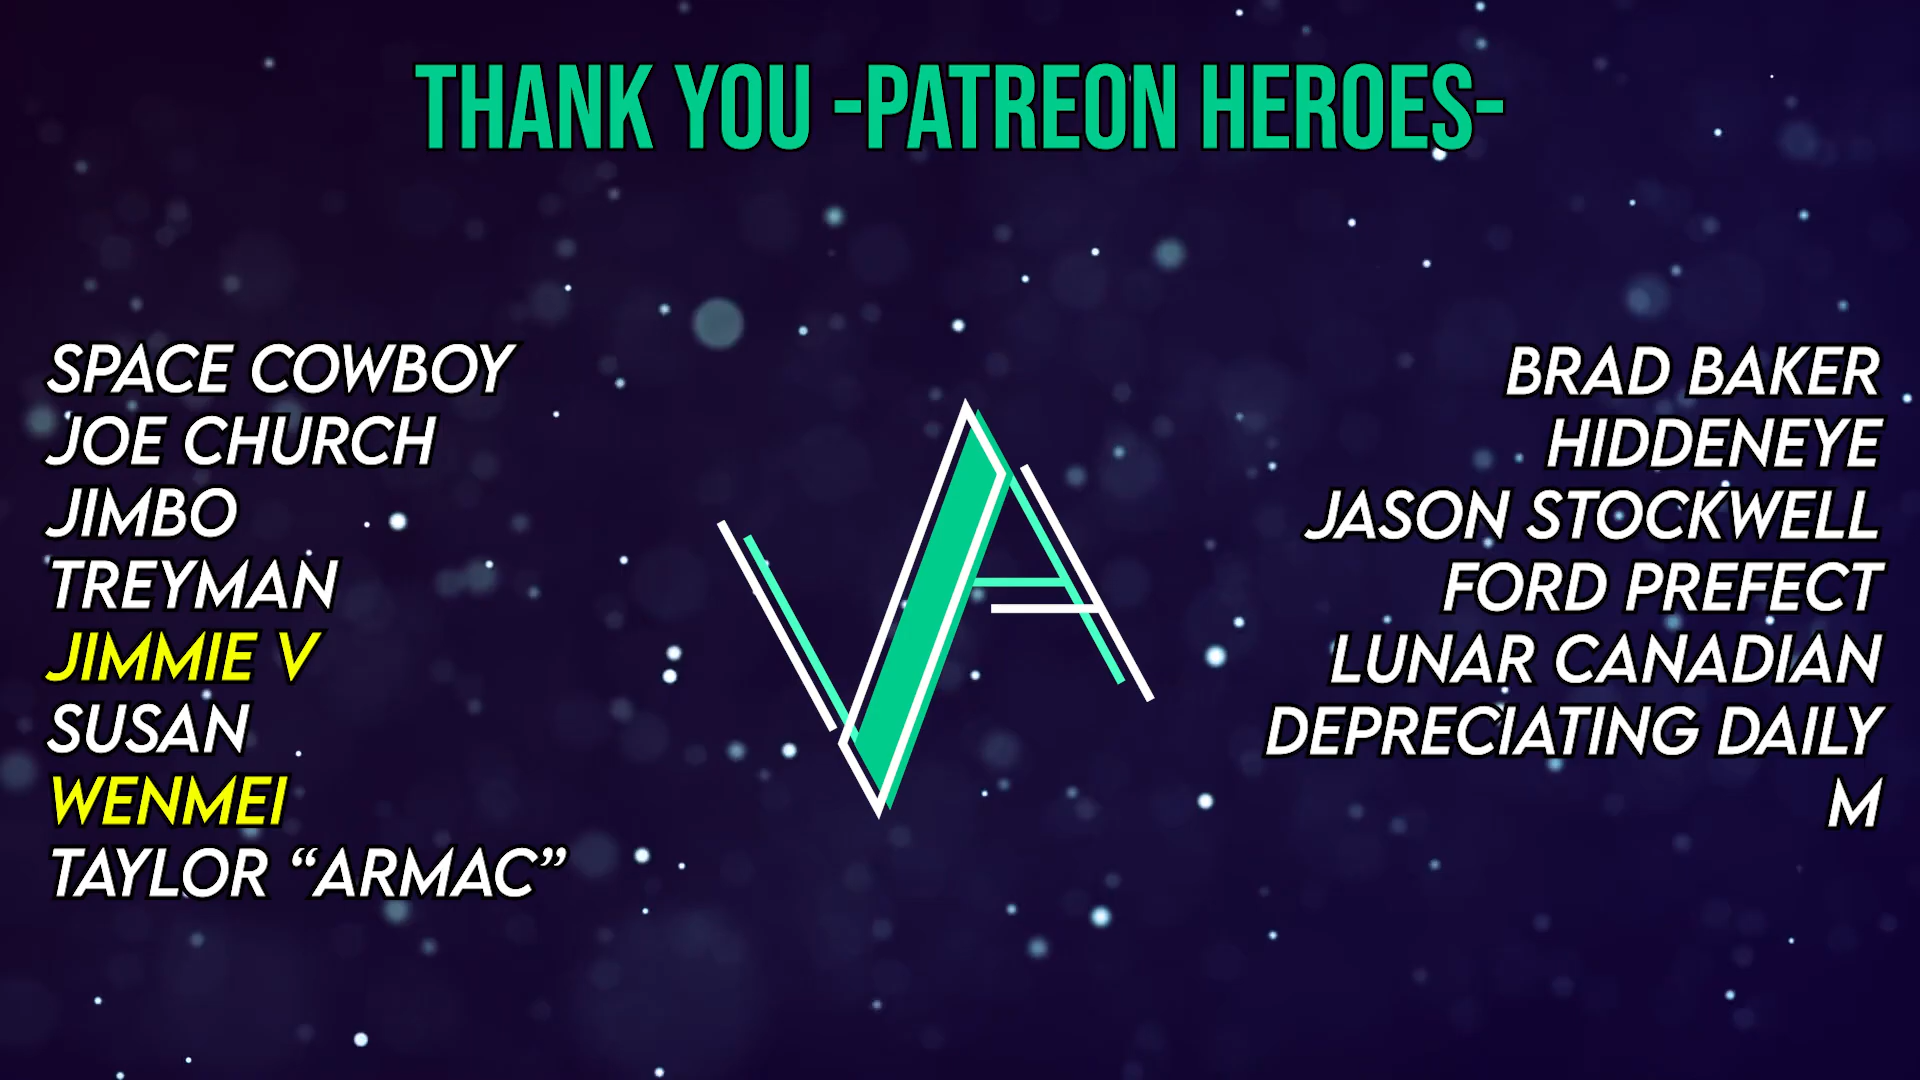 THANK YOU -PATREON HEROES-
SPACE COWBOY
JOE CHURCH
JIMBO
TREYMAN
JIMMIE V
SUSAN
WENMEI
TAYLOR “ARMAC”
VA
BRAD BAKER
HIDDENEYE
JASON STOCKWELL
FORD PREFECT
LUNAR CANADIAN
DEPRECIATING DAILY
M